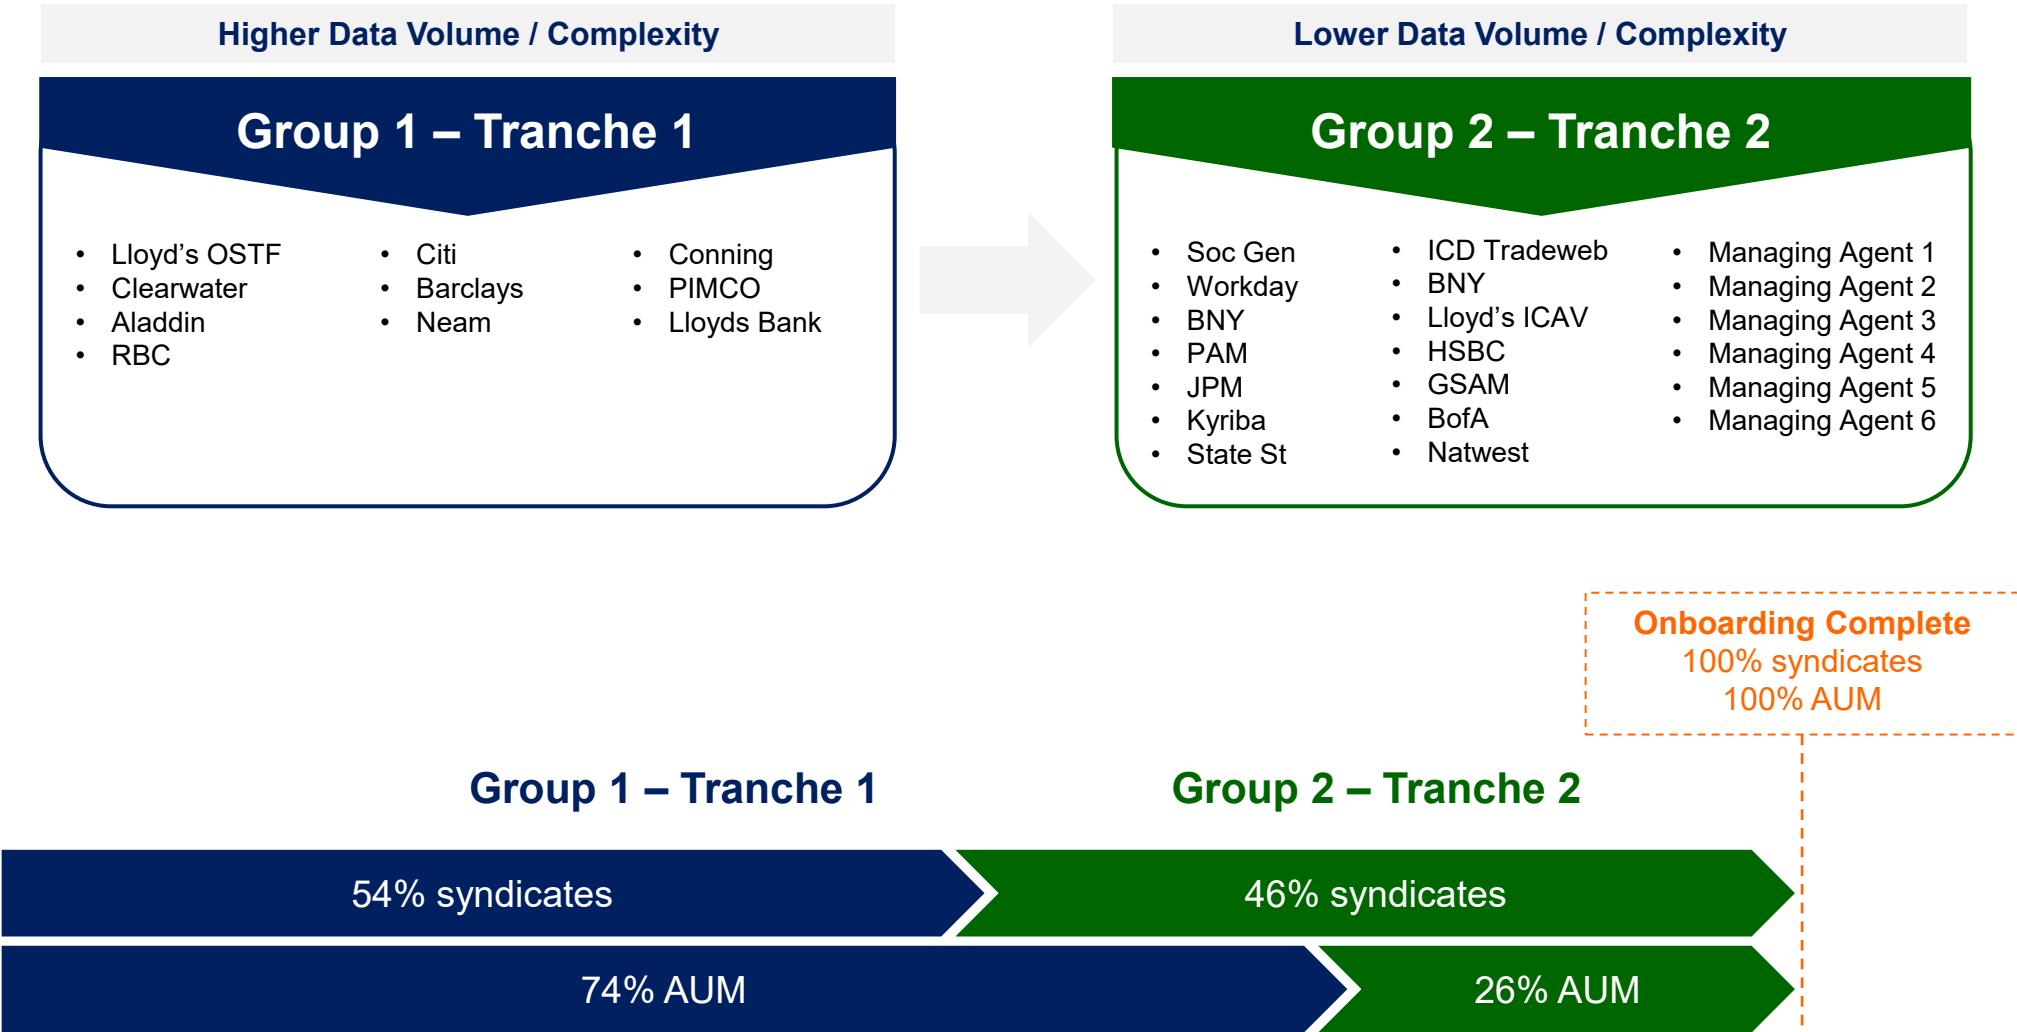 Higher Data Volume / Complexity
Group 1 – Tranche 1
• Lloyd's OSTF
• Clearwater
• Aladdin
• RBC
• Citi
• Barclays
• Neam
• Conning
• PIMCO
• Lloyds Bank
Lower Data Volume / Complexity
Group 2 – Tranche 2
• Soc Gen
• Workday
• BNY
• PAM
• JPM
• Kyriba
• State St
• ICD Tradeweb
• BNY
• Lloyd's ICAV
• HSBC
• GSAM
• BofA
• Natwest
• Managing Agent 1
• Managing Agent 2
• Managing Agent 3
• Managing Agent 4
• Managing Agent 5
• Managing Agent 6
Onboarding Complete
100% syndicates
100% AUM
Group 1 – Tranche 1
Group 2 – Tranche 2
54% syndicates
46% syndicates
74% AUM
26% AUM